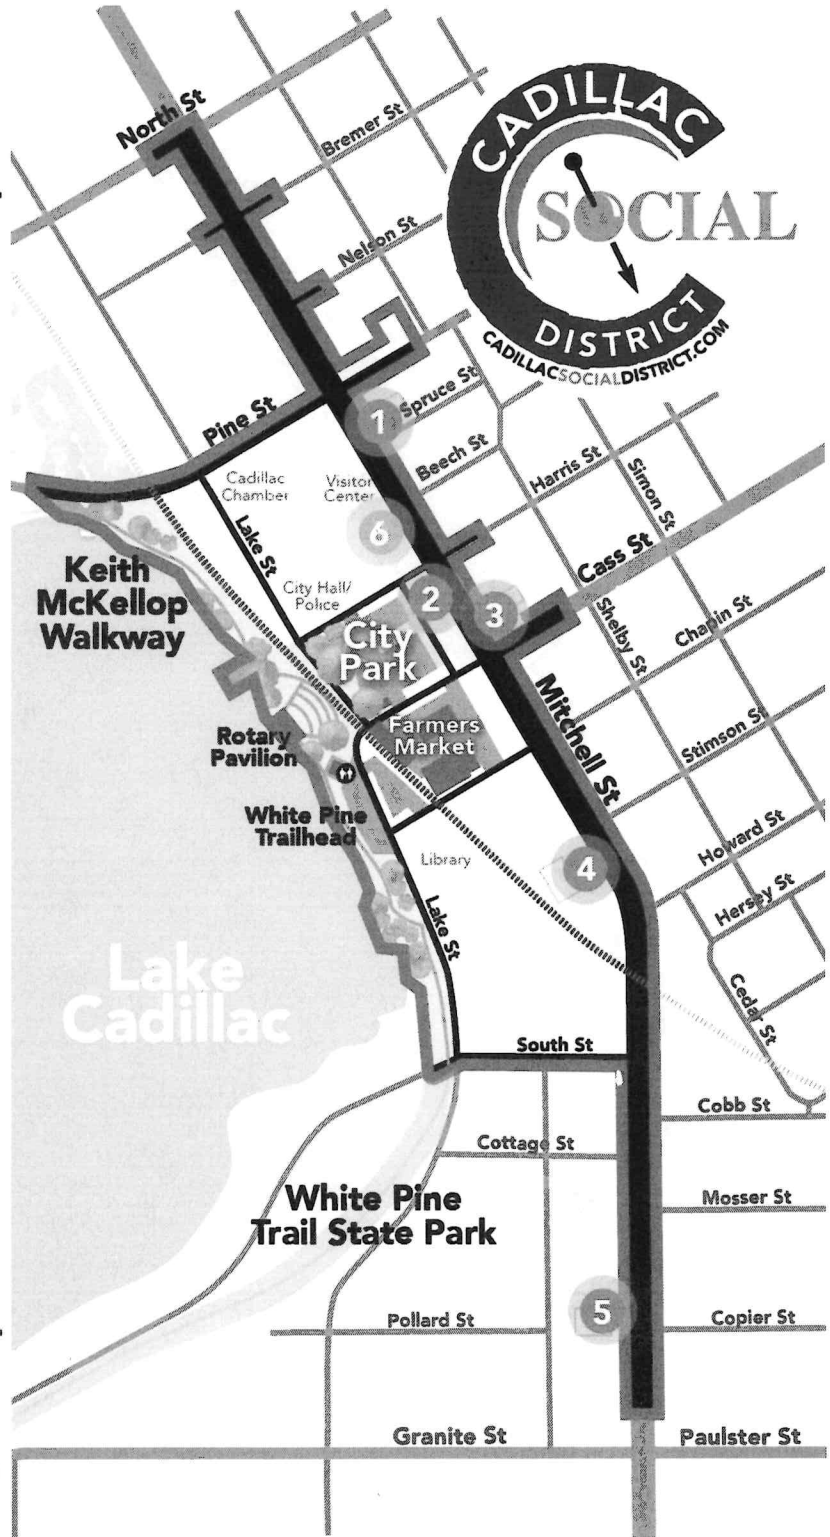 CADILLAC
SOCIAL
DISTRICT
CADILLACSOCIALDISTRICT.COM
North St
Bremer St
Nelson St
Pine St
1
Spruce St
Beech St
Harris St
Simon St
Cadillac
Chamber
Visitor
Center
6
Lake St
Cass St
Keith
McKellop
Walkway
City Hall/
Police
2
3
Shelby St
Chapin St
City
Park
Mitchell St
Rotary
Pavilion
Farmers
Market
Stimson St
White Pine
Trailhead
Howard St
Library
4
Hersey St
Lake St
Lake
Cadillac
Cedar St
South St
Cobb St
Cottage St
White Pine
Trail State Park
Mosser St
5
Pollard St
Copier St
Granite St
Paulster St